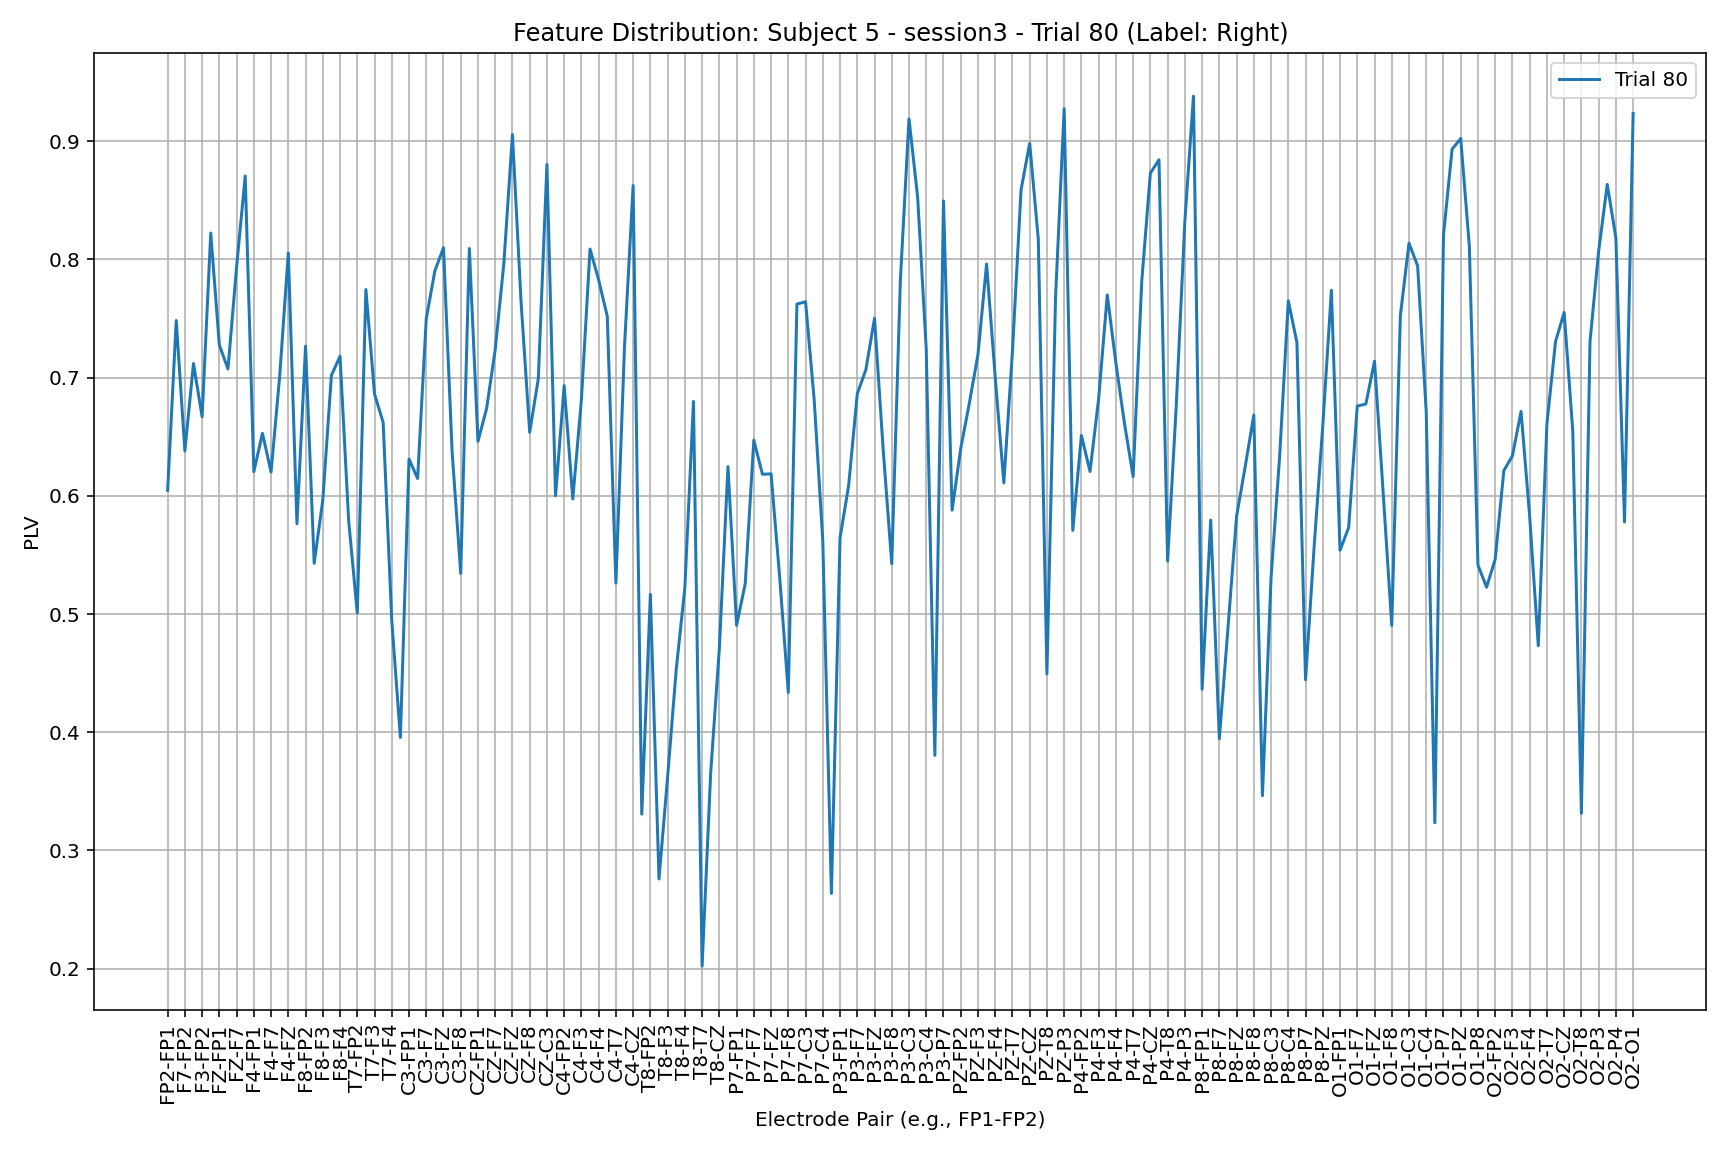 Feature Distribution: Subject 5 - session3 - Trial 80 (Label: Right)
Trial 80
PLV
0.9
0.8
0.7
0.6
0.5
0.4
0.3
0.2
FP2-FP1
F7-FP2
F3-FP2
FZ-FP1
FZ-F7
F4-FP1
F4-F7
F4-FZ
F8-FP2
F8-F3
F8-F4
T7-FP2
T7-F3
T7-F4
C3-FP1
C3-F7
C3-FZ
C3-F8
CZ-FP1
CZ-F7
CZ-FZ
CZ-F8
CZ-C3
C4-FP2
C4-F3
C4-F4
C4-T7
C4-CZ
T8-FP2
T8-F3
T8-F4
T8-T7
T8-CZ
P7-FP1
P7-F7
P7-FZ
P7-F8
P7-C3
P7-C4
P3-FP1
P3-F7
P3-FZ
P3-F8
P3-C3
P3-C4
P3-P7
PZ-FP2
PZ-F3
PZ-F4
PZ-T7
PZ-CZ
PZ-T8
PZ-P3
P4-FP2
P4-F3
P4-F4
P4-T7
P4-CZ
P4-T8
P4-P3
P8-FP1
P8-F7
P8-FZ
P8-F8
P8-C3
P8-C4
P8-P7
P8-PZ
O1-FP1
O1-F7
O1-FZ
O1-F8
O1-C3
O1-C4
O1-P7
O1-PZ
O1-P8
O2-FP2
O2-F3
O2-F4
O2-T7
O2-CZ
O2-T8
O2-P3
O2-P4
O2-O1
Electrode Pair (e.g., FP1-FP2)